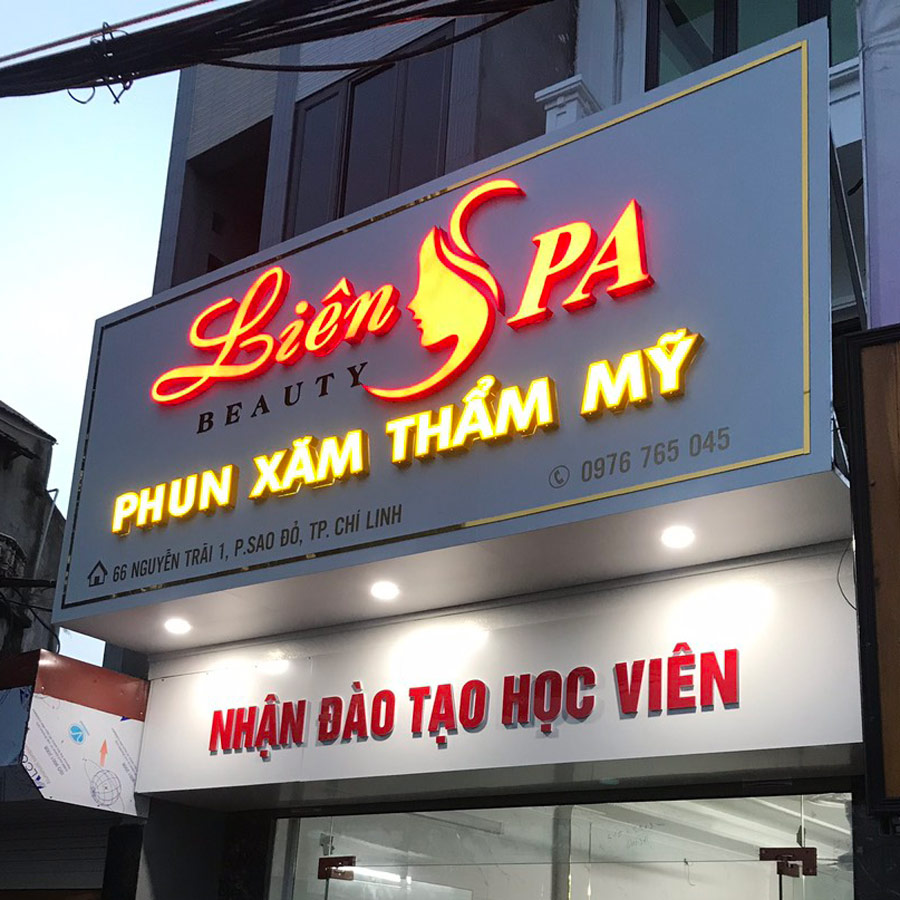 Liên SPA
BEAUTY
PHUN XĂM THẨM MỸ
0976 765 045
66 NGUYỄN TRÃI 1, P.SAO ĐỎ, TP. CHÍ LINH
NHẬN ĐÀO TẠO HỌC VIÊN